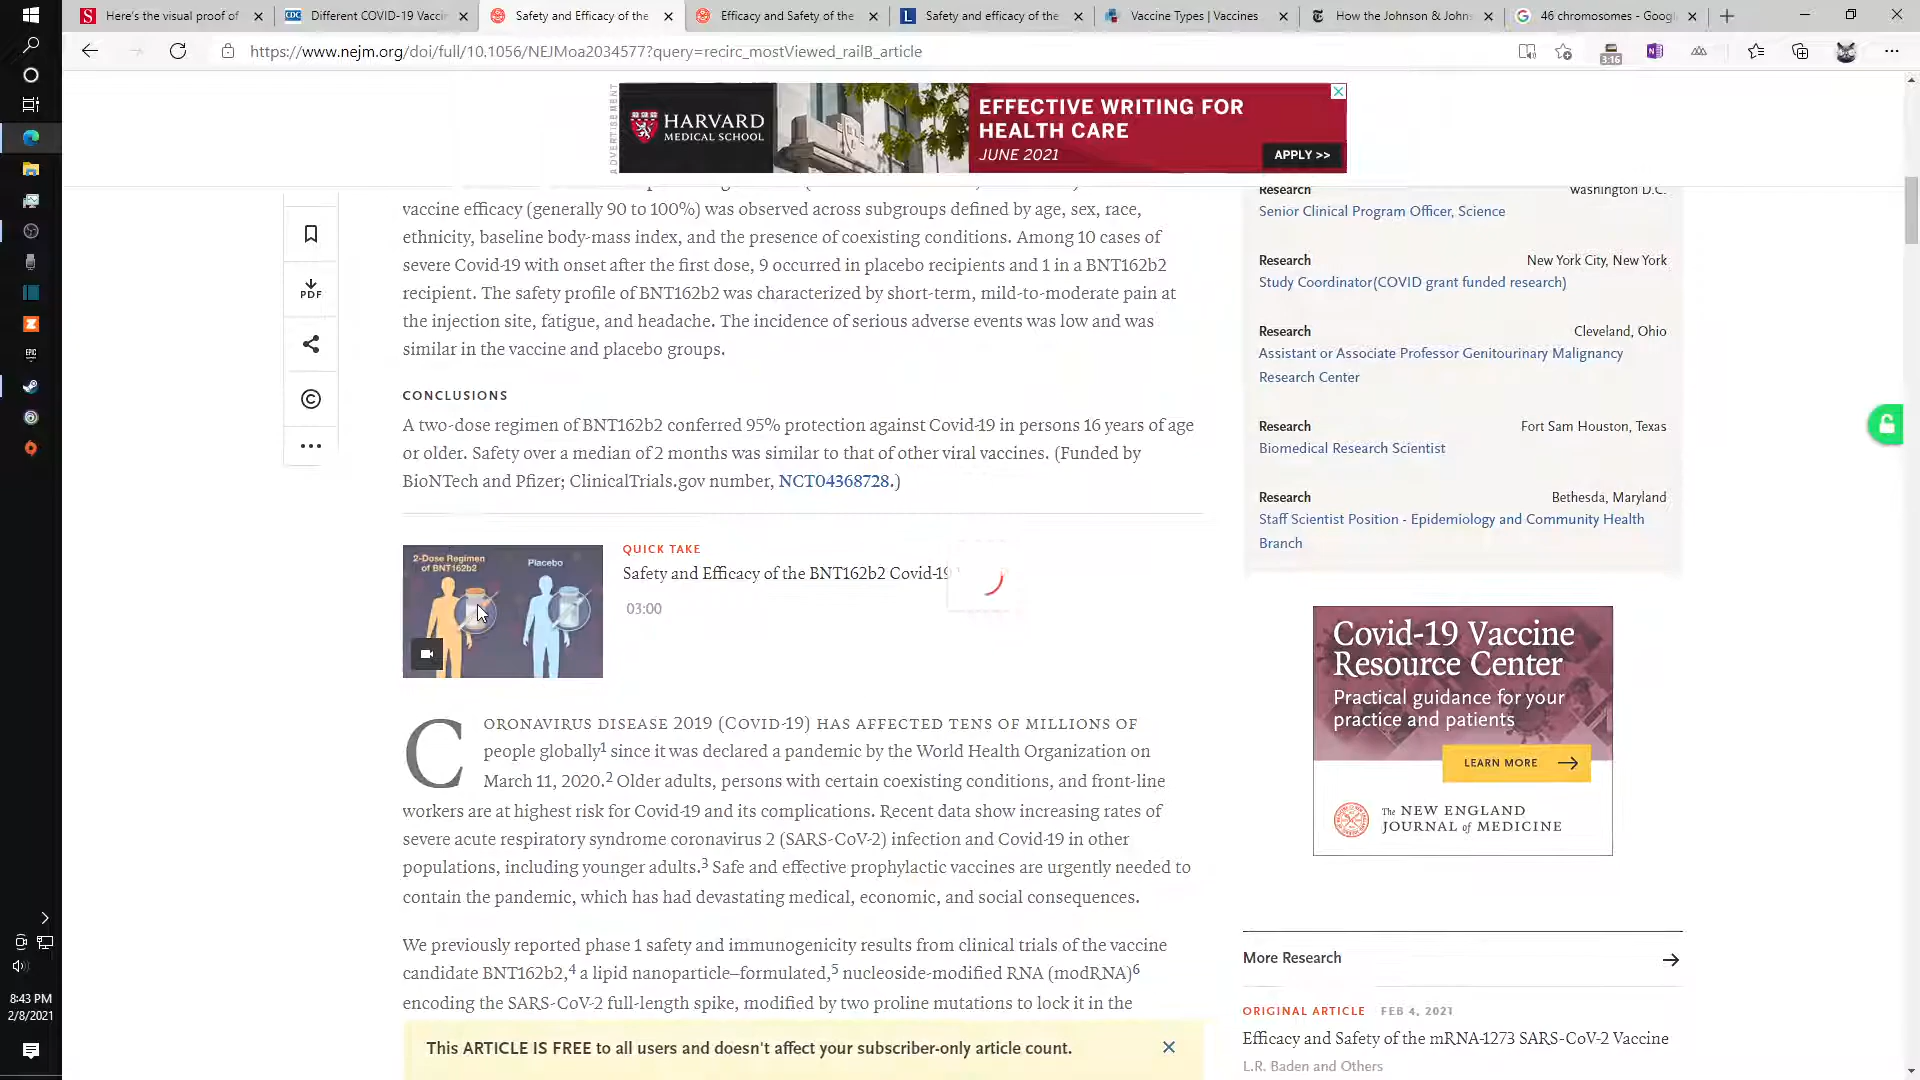 Here's the visual proof of
Different COVID-19 Vacci
Safety and Efficacy of the
Efficacy and Safety of the
Safety and efficacy of the
Vaccine Types | Vaccines
How the Johnson & John
46 chromosomes - Googl
https://www.nejm.org/doi/full/10.1056/NEJMoa2034577?query=recirc_mostViewed_railB_article
3:16
ADVERTISEMENT
HARVARD
MEDICAL SCHOOL
EFFECTIVE WRITING FOR
HEALTH CARE
JUNE 2021
APPLY >>
vaccine efficacy (generally 90 to 100%) was observed across subgroups defined by age, sex, race,
ethnicity, baseline body-mass index, and the presence of coexisting conditions. Among 10 cases of
severe Covid-19 with onset after the first dose, 9 occurred in placebo recipients and 1 in a BNT162b2
recipient. The safety profile of BNT162b2 was characterized by short-term, mild-to-moderate pain at
the injection site, fatigue, and headache. The incidence of serious adverse events was low and was
similar in the vaccine and placebo groups.
CONCLUSIONS
A two-dose regimen of BNT162b2 conferred 95% protection against Covid-19 in persons 16 years of age
or older. Safety over a median of 2 months was similar to that of other viral vaccines. (Funded by
BioNTech and Pfizer; ClinicalTrials.gov number, NCT04368728.)
2-Dose Regimen
of BNT162b2
Placebo
QUICK TAKE
Safety and Efficacy of the BNT162b2 Covid-19
03:00
CORONAVIRUS DISEASE 2019 (COVID-19) HAS AFFECTED TENS OF MILLIONS OF
people globally1 since it was declared a pandemic by the World Health Organization on
March 11, 2020.2 Older adults, persons with certain coexisting conditions, and front-line
workers are at highest risk for Covid-19 and its complications. Recent data show increasing rates of
severe acute respiratory syndrome coronavirus 2 (SARS-CoV-2) infection and Covid-19 in other
populations, including younger adults.3 Safe and effective prophylactic vaccines are urgently needed to
contain the pandemic, which has had devastating medical, economic, and social consequences.
We previously reported phase 1 safety and immunogenicity results from clinical trials of the vaccine
candidate BNT162b2,4 a lipid nanoparticle–formulated,5 nucleoside-modified RNA (modRNA)6
encoding the SARS-CoV-2 full-length spike, modified by two proline mutations to lock it in the
This ARTICLE IS FREE to all users and doesn't affect your subscriber-only article count.
PDF
Research Washington D.C.
Senior Clinical Program Officer, Science
Research New York City, New York
Study Coordinator(COVID grant funded research)
Research Cleveland, Ohio
Assistant or Associate Professor Genitourinary Malignancy
Research Center
Research Fort Sam Houston, Texas
Biomedical Research Scientist
Research Bethesda, Maryland
Staff Scientist Position - Epidemiology and Community Health
Branch
Covid-19 Vaccine
Resource Center
Practical guidance for your
practice and patients
LEARN MORE
The NEW ENGLAND
JOURNAL of MEDICINE
More Research
ORIGINAL ARTICLE FEB 4, 2021
Efficacy and Safety of the mRNA-1273 SARS-CoV-2 Vaccine
L.R. Baden and Others
EPIC
8:43 PM
2/8/2021